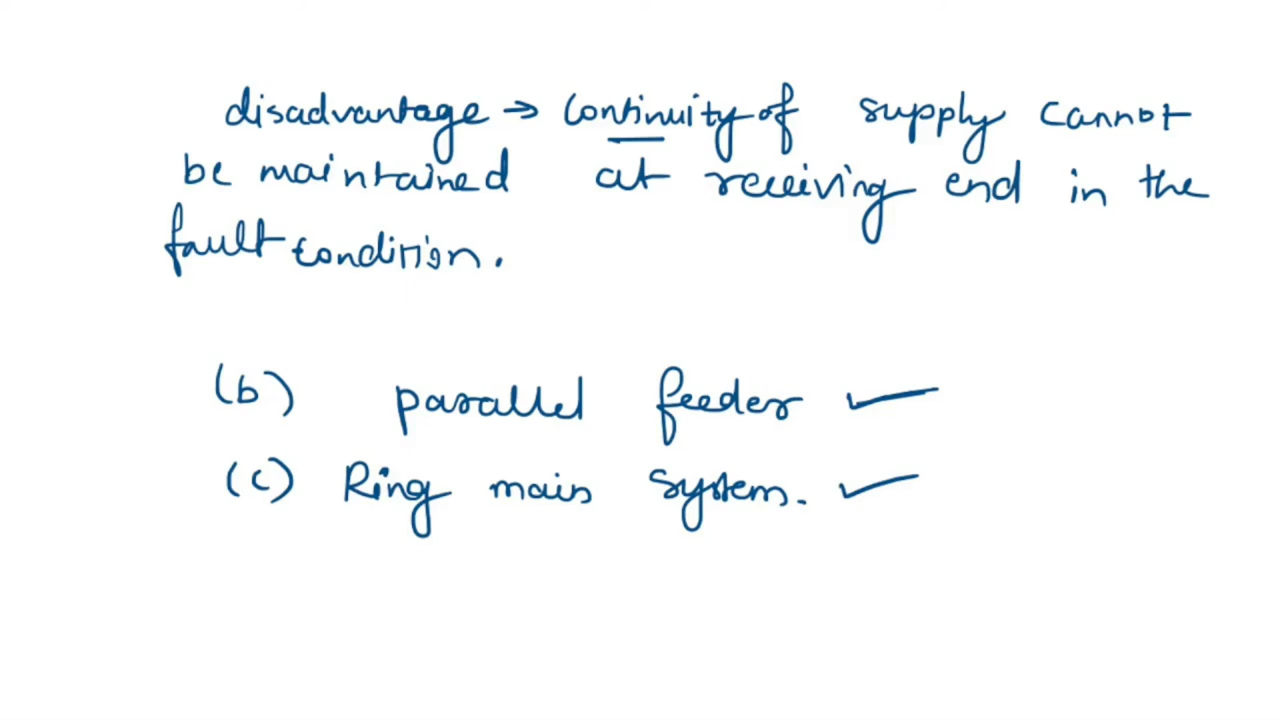 disadvantage → continuity of supply cannot
be maintained at receiving end in the
fault condition.
(b) parallel feeder ✓
(c) Ring main system. ✓